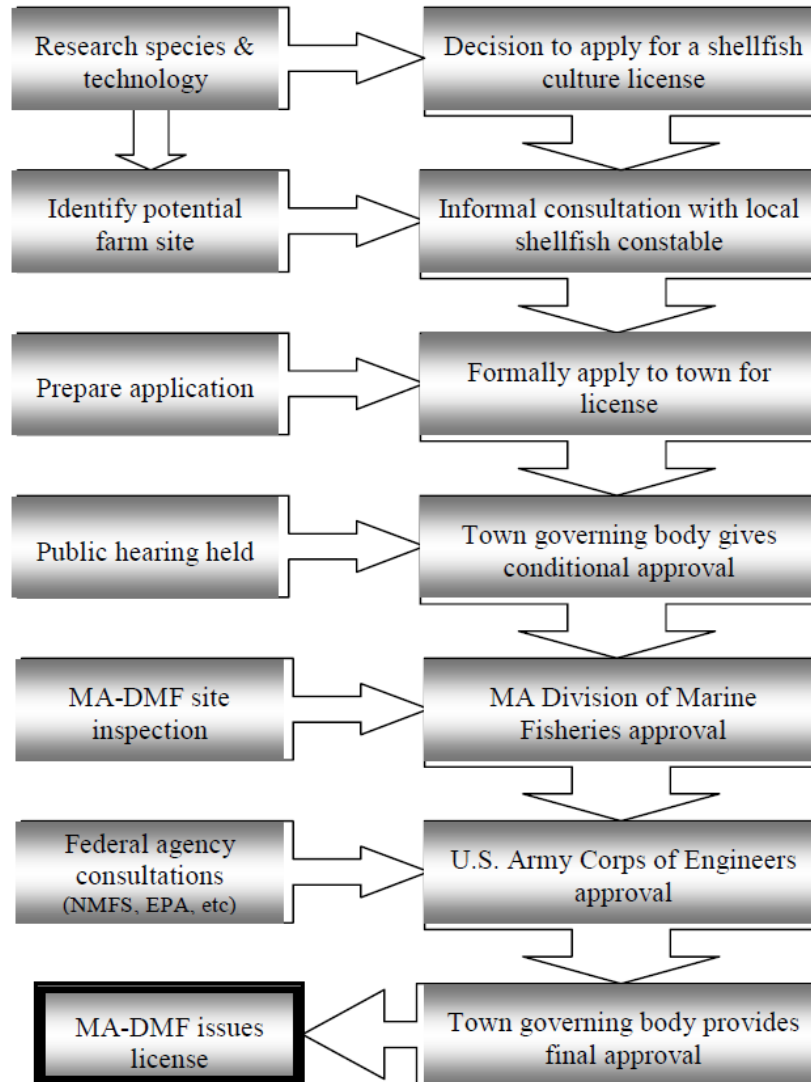 Research species &
technology
Decision to apply for a shellfish
culture license
Identify potential
farm site
Informal consultation with local
shellfish constable
Prepare application
Formally apply to town for
license
Public hearing held
Town governing body gives
conditional approval
MA-DMF site
inspection
MA Division of Marine
Fisheries approval
Federal agency
consultations
(NMFS, EPA, etc)
U.S. Army Corps of Engineers
approval
MA-DMF issues
license
Town governing body provides
final approval